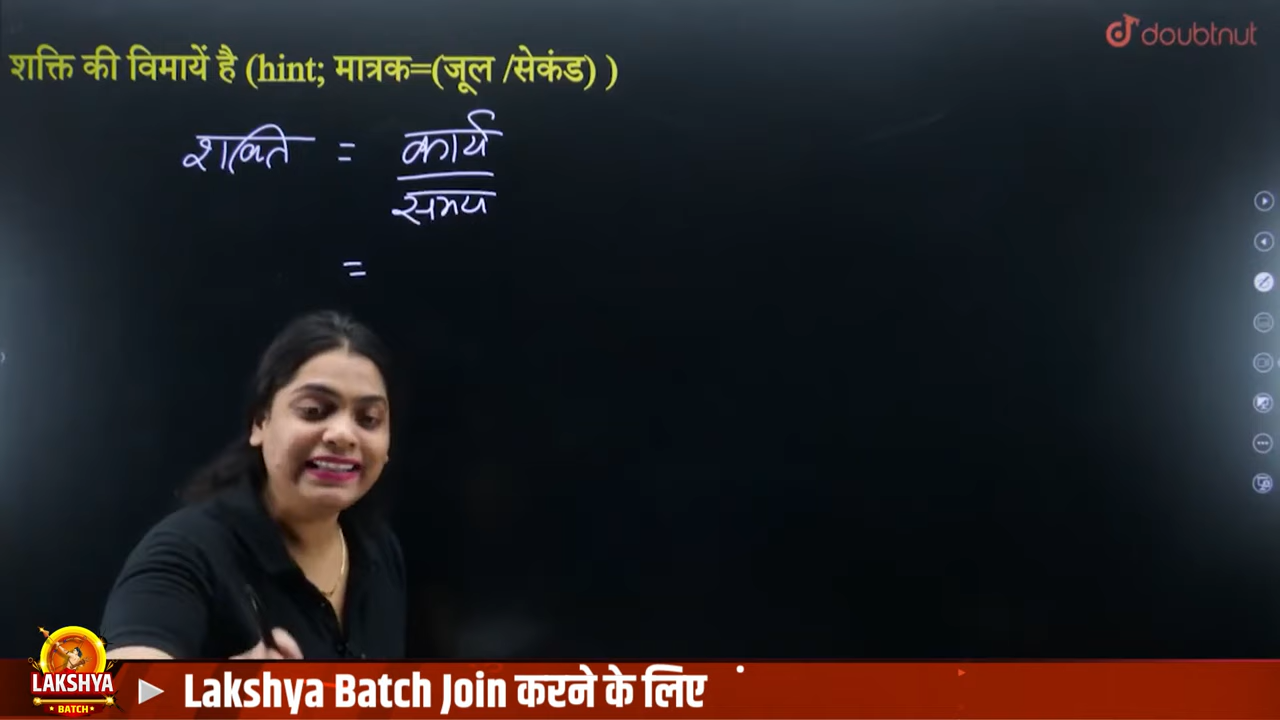 doubtnut
शक्ति की विमायें है (hint; मात्रक=(जूल /सेकंड) )
शक्ति = कार्य
समय
=
LAKSHYA
BATCH
Lakshya Batch Join करने के लिए